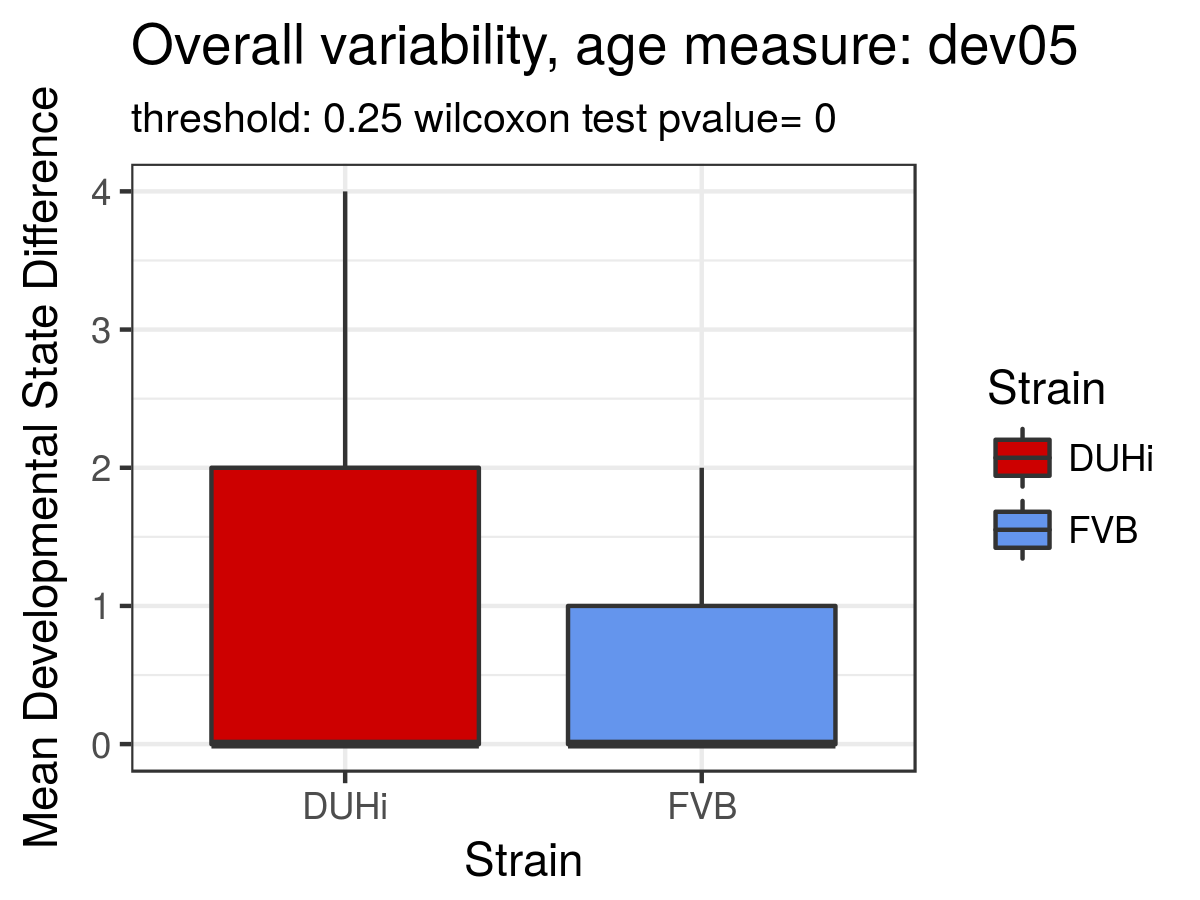 Overall variability, age measure: dev05
threshold: 0.25 wilcoxon test pvalue= 0
Mean Developmental State Difference
4
3
2
1
0
DUHi
FVB
Strain
Strain
DUHi
FVB